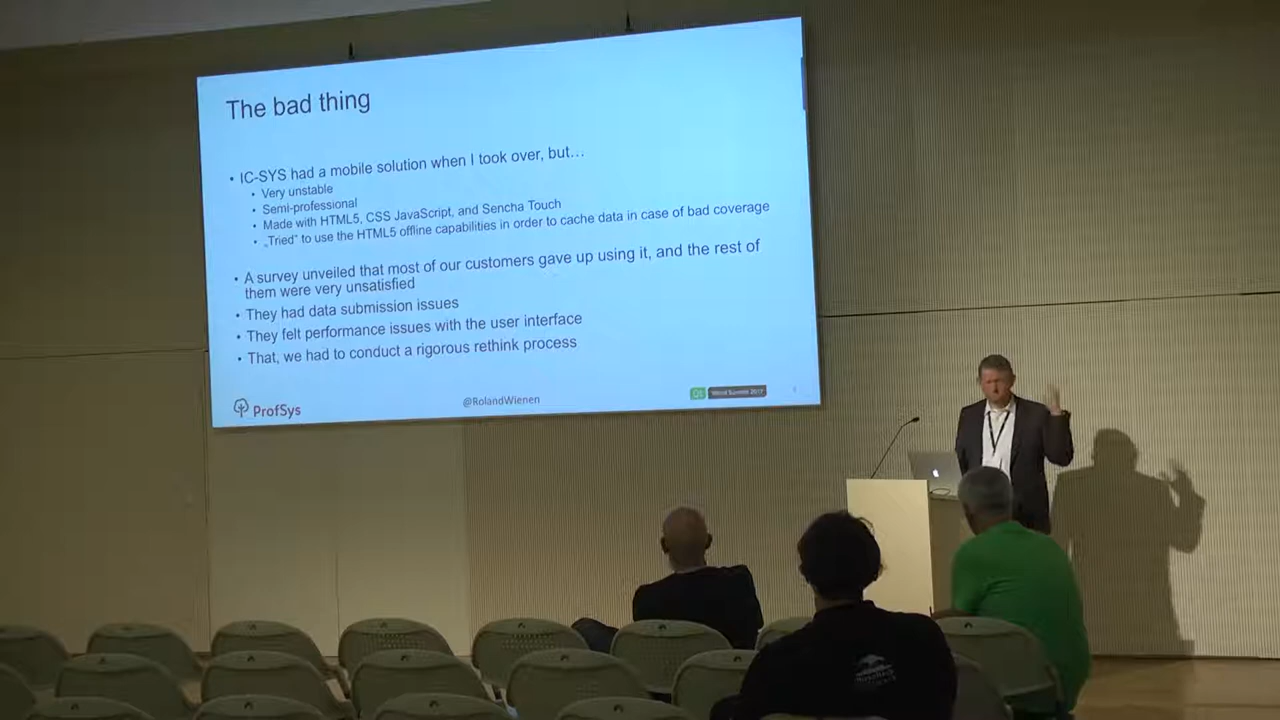 The bad thing
• IC-SYS had a mobile solution when I took over, but…
• Very unstable
• Semi-professional
• Made with HTML5, CSS JavaScript, and Sencha Touch
• „Tried“ to use the HTML5 offline capabilities in order to cache data in case of bad coverage
• A survey unveiled that most of our customers gave up using it, and the rest of
them were very unsatisfied
• They had data submission issues
• They felt performance issues with the user interface
• That, we had to conduct a rigorous rethink process
ProfSys
@RolandWienen
Qt World Summit 2017